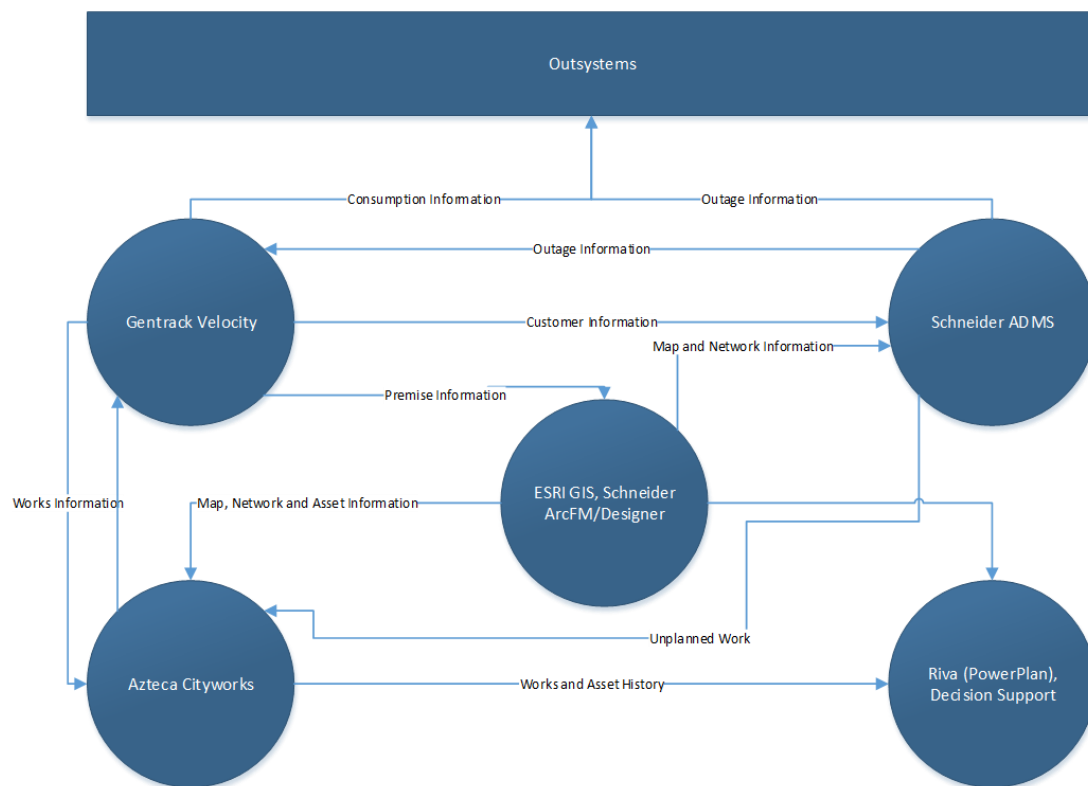 Outsystems
Consumption Information
Outage Information
Outage Information
Gentrack Velocity
Customer Information
Schneider ADMS
Map and Network Information
Premise Information
ESRI GIS, Schneider
ArcFM/Designer
Works Information
Map, Network and Asset Information
Unplanned Work
Azteca Cityworks
Works and Asset History
Riva (PowerPlan),
Decision Support